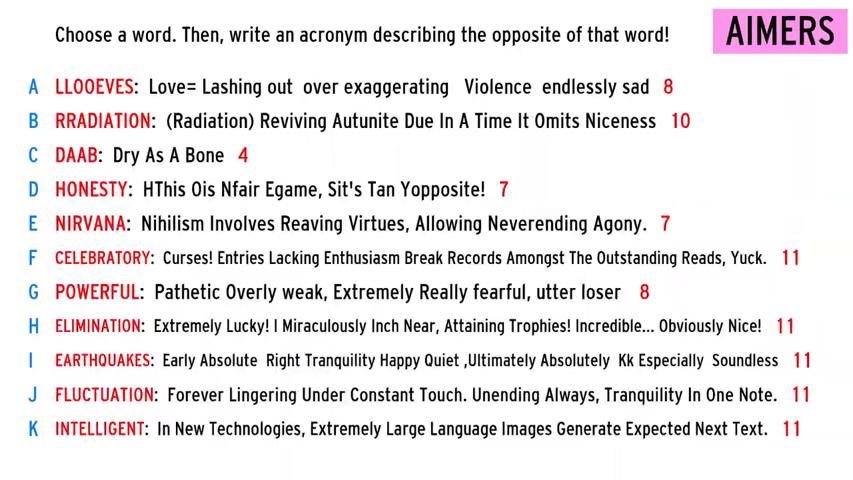 Choose a word. Then, write an acronym describing the opposite of that word!
AIMERS
A LLOOEVES: Love= Lashing out over exaggerating Violence endlessly sad 8
B RRADIATION: (Radiation) Reviving Autunite Due In A Time It Omits Niceness 10
C DAAB: Dry As A Bone 4
D HONESTY: HThis Ois Nfair Egame, Sit's Tan Yopposite! 7
E NIRVANA: Nihilism Involves Reaving Virtues, Allowing Neverending Agony. 7
F CELEBRATORY: Curses! Entries Lacking Enthusiasm Break Records Amongst The Outstanding Reads, Yuck. 11
G POWERFUL: Pathetic Overly weak, Extremely Really fearful, utter loser 8
H ELIMINATION: Extremely Lucky! I Miraculously Inch Near, Attaining Trophies! Incredible... Obviously Nice! 11
I EARTHQUAKES: Early Absolute Right Tranquility Happy Quiet ,Ultimately Absolutely Kk Especially Soundless 11
J FLUCTUATION: Forever Lingering Under Constant Touch. Unending Always, Tranquility In One Note. 11
K INTELLIGENT: In New Technologies, Extremely Large Language Images Generate Expected Next Text. 11